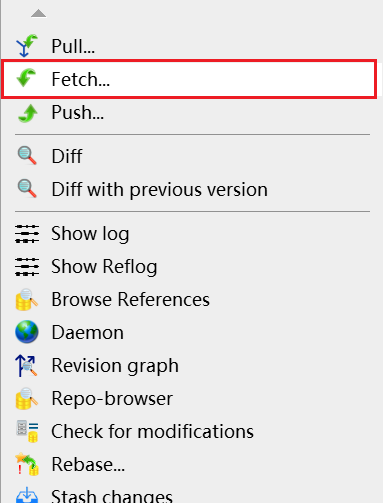 Pull...
Fetch...
Push...
Diff
Diff with previous version
Show log
Show Reflog
Browse References
Daemon
Revision graph
Repo-browser
Check for modifications
Rebase...
Stash changes